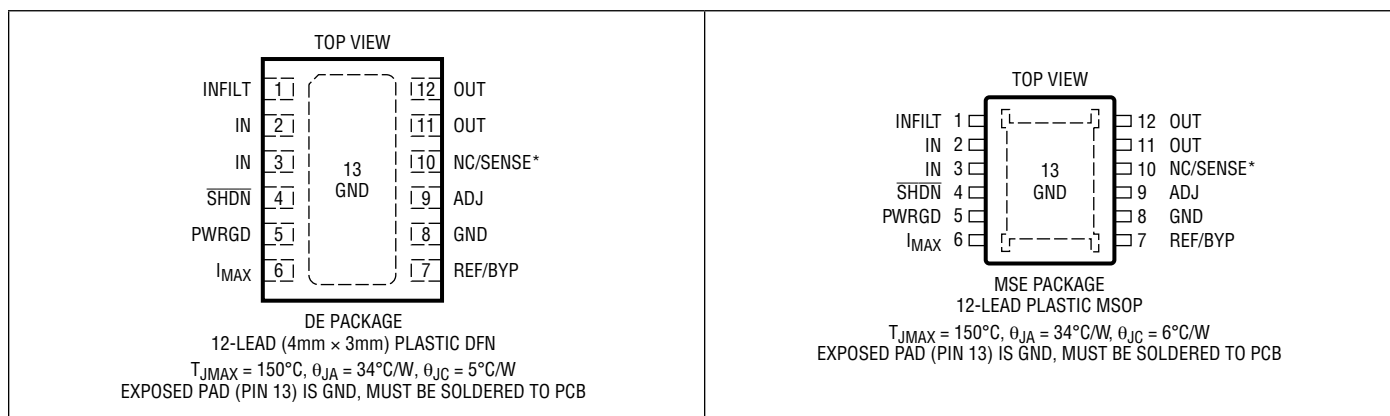 TOP VIEW
INFILT 1 12 OUT
IN 2 11 OUT
IN 3 10 NC/SENSE*
SHDN 4 9 ADJ
PWRGD 5 8 GND
IMAX 6 7 REF/BYP
13
GND
DE PACKAGE
12-LEAD (4mm × 3mm) PLASTIC DFN
TJMAX = 150°C, θJA = 34°C/W, θJC = 5°C/W
EXPOSED PAD (PIN 13) IS GND, MUST BE SOLDERED TO PCB
TOP VIEW
INFILT 1 12 OUT
IN 2 11 OUT
IN 3 10 NC/SENSE*
SHDN 4 9 ADJ
PWRGD 5 8 GND
IMAX 6 7 REF/BYP
13
GND
MSE PACKAGE
12-LEAD PLASTIC MSOP
TJMAX = 150°C, θJA = 34°C/W, θJC = 6°C/W
EXPOSED PAD (PIN 13) IS GND, MUST BE SOLDERED TO PCB